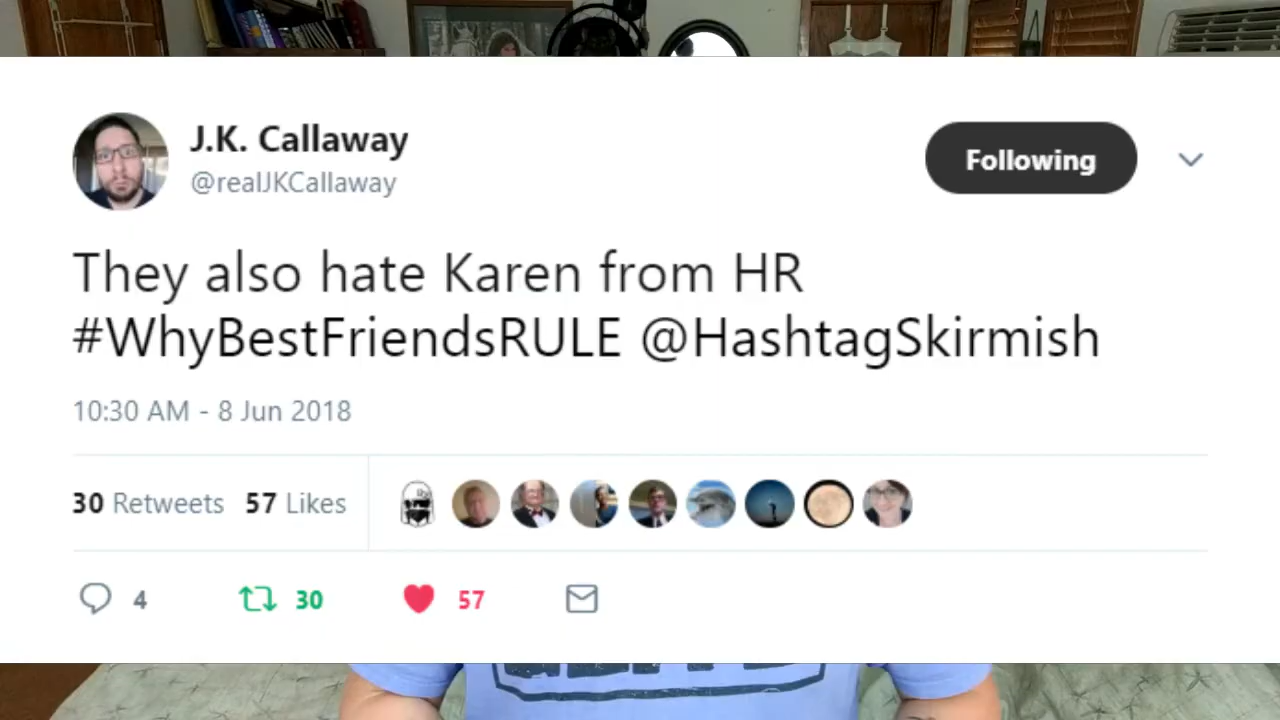 J.K. Callaway
@realJKCallaway
Following
They also hate Karen from HR
#WhyBestFriendsRULE @HashtagSkirmish
10:30 AM - 8 Jun 2018
30 Retweets 57 Likes
4 30 57